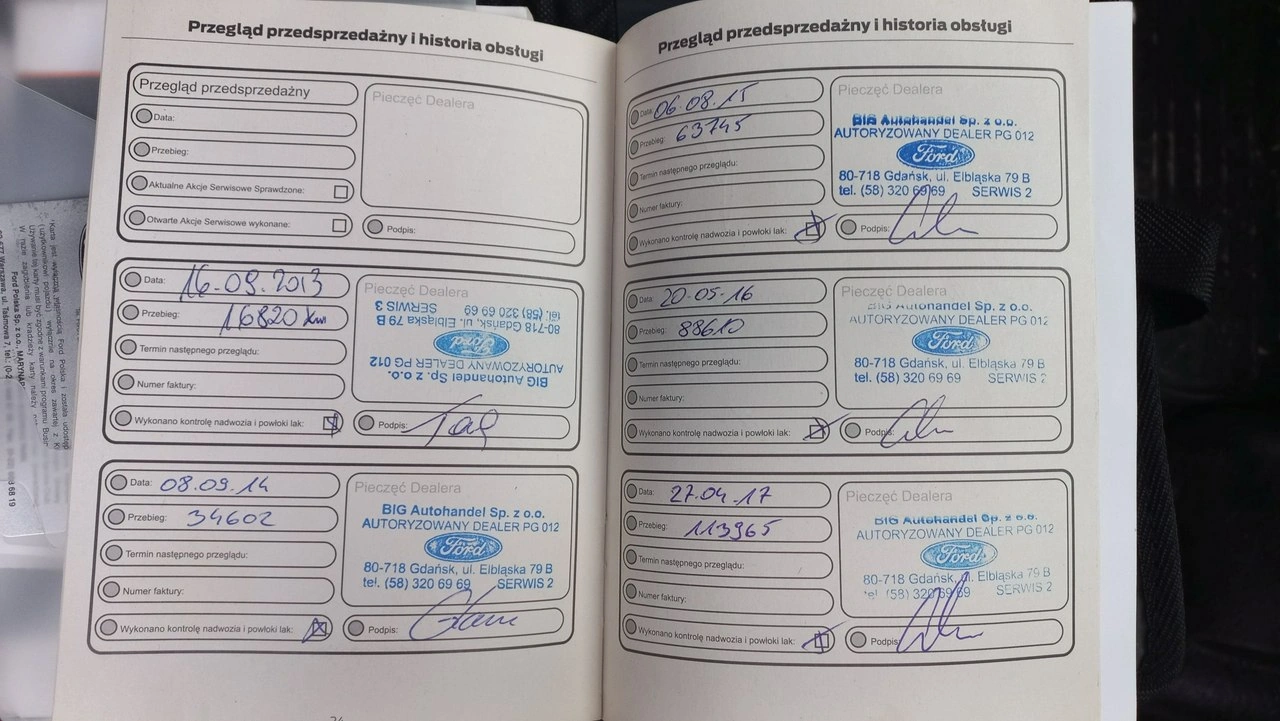 Przegląd przedsprzedażny i historia obsługi
Przegląd przedsprzedażny
Data:
Przebieg:
Aktualne Akcje Serwisowe Sprawdzone:
Otwarte Akcje Serwisowe wykonane:
Pieczęć Dealera
Podpis:
Data: 16-09-2013
Przebieg: 16820 km
Termin następnego przeglądu:
Numer faktury:
Wykonano kontrolę nadwozia i powłoki lak:
Pieczęć Dealera
BIG Autohandel Sp. z o.o.
AUTORYZOWANY DEALER PG 012
Ford
80-718 Gdańsk, ul. Elbląska 79 B
tel. (58) 320 69 69 SERWIS 3
Podpis:
Data: 08.09.14
Przebieg: 34602
Termin następnego przeglądu:
Numer faktury:
Wykonano kontrolę nadwozia i powłoki lak:
Pieczęć Dealera
BIG Autohandel Sp. z o.o.
AUTORYZOWANY DEALER PG 012
Ford
80-718 Gdańsk, ul. Elbląska 79 B
tel. (58) 320 69 69 SERWIS 2
Podpis:
Przegląd przedsprzedażny i historia obsługi
Data: 06.08.15
Przebieg: 63745
Termin następnego przeglądu:
Numer faktury:
Wykonano kontrolę nadwozia i powłoki lak:
Pieczęć Dealera
BIG Autohandel Sp. z o.o.
AUTORYZOWANY DEALER PG 012
Ford
80-718 Gdańsk, ul. Elbląska 79 B
tel. (58) 320 69 69 SERWIS 2
Podpis:
Data: 20-05-16
Przebieg: 88610
Termin następnego przeglądu:
Numer faktury:
Wykonano kontrolę nadwozia i powłoki lak:
Pieczęć Dealera
BIG Autohandel Sp. z o.o.
AUTORYZOWANY DEALER PG 012
Ford
80-718 Gdańsk, ul. Elbląska 79 B
tel. (58) 320 69 69 SERWIS 2
Podpis:
Data: 27.04.17
Przebieg: 113965
Termin następnego przeglądu:
Numer faktury:
Wykonano kontrolę nadwozia i powłoki lak:
Pieczęć Dealera
BIG Autohandel Sp. z o.o.
AUTORYZOWANY DEALER PG 012
Ford
80-718 Gdańsk, ul. Elbląska 79 B
tel. (58) 320 69 69 SERWIS 2
Podpis: